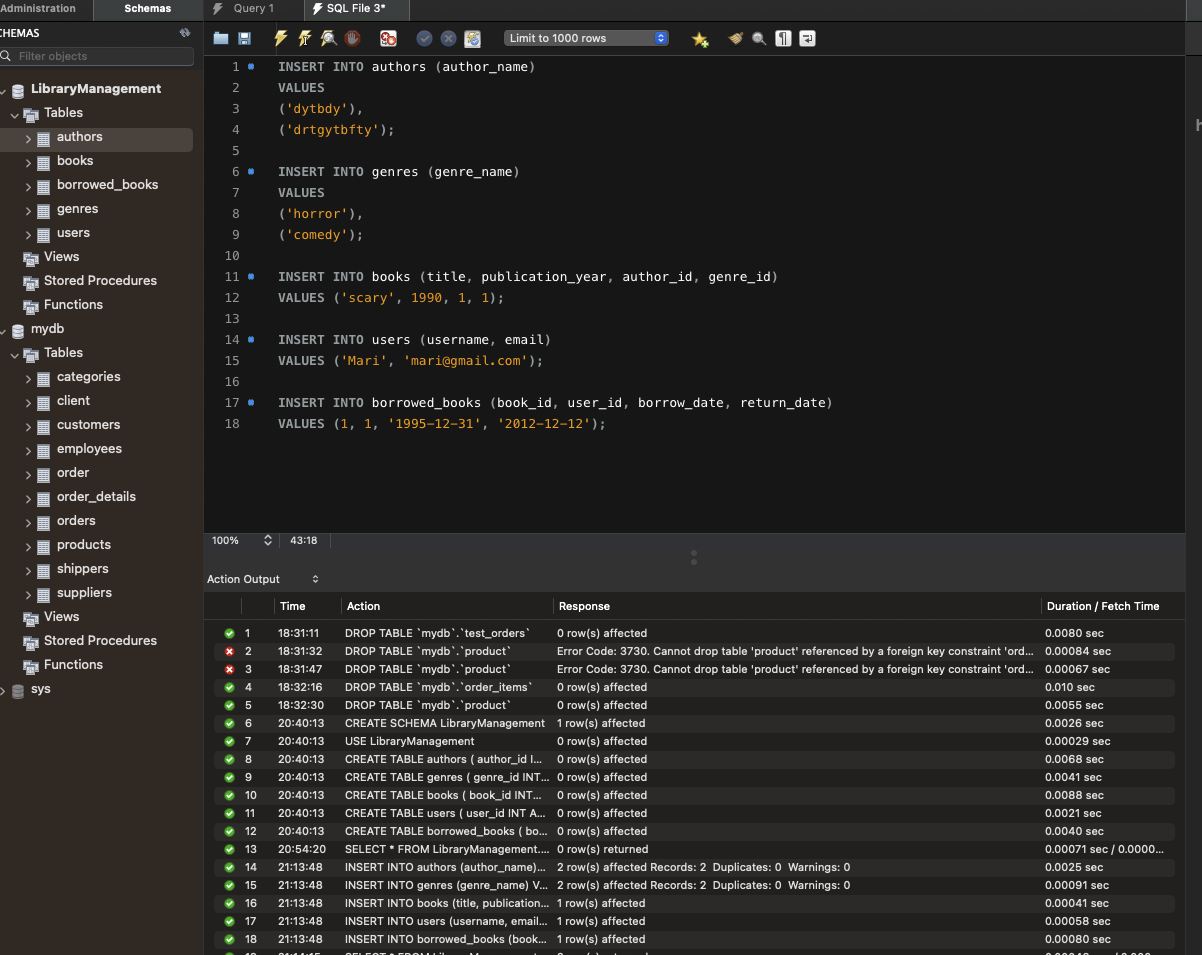 Administration
Schemas
Query 1
SQL File 3*
CHEMAS
Filter objects
Limit to 1000 rows
LibraryManagement
Tables
authors
books
borrowed_books
genres
users
Views
Stored Procedures
Functions
mydb
Tables
categories
client
customers
employees
order
order_details
orders
products
shippers
suppliers
Views
Stored Procedures
Functions
sys
1 INSERT INTO authors (author_name)
2 VALUES
3 ('dytbdy'),
4 ('drtgytbfty');
5
6 INSERT INTO genres (genre_name)
7 VALUES
8 ('horror'),
9 ('comedy');
10
11 INSERT INTO books (title, publication_year, author_id, genre_id)
12 VALUES ('scary', 1990, 1, 1);
13
14 INSERT INTO users (username, email)
15 VALUES ('Mari', 'mari@gmail.com');
16
17 INSERT INTO borrowed_books (book_id, user_id, borrow_date, return_date)
18 VALUES (1, 1, '1995-12-31', '2012-12-12');
100% 43:18
Action Output
Time Action Response Duration / Fetch Time
1 18:31:11 DROP TABLE `mydb`.`test_orders` 0 row(s) affected 0.0080 sec
2 18:31:32 DROP TABLE `mydb`.`product` Error Code: 3730. Cannot drop table 'product' referenced by a foreign key constraint 'ord... 0.00084 sec
3 18:31:47 DROP TABLE `mydb`.`product` Error Code: 3730. Cannot drop table 'product' referenced by a foreign key constraint 'ord... 0.00067 sec
4 18:32:16 DROP TABLE `mydb`.`order_items` 0 row(s) affected 0.010 sec
5 18:32:30 DROP TABLE `mydb`.`product` 0 row(s) affected 0.0055 sec
6 20:40:13 CREATE SCHEMA LibraryManagement 1 row(s) affected 0.0026 sec
7 20:40:13 USE LibraryManagement 0 row(s) affected 0.00029 sec
8 20:40:13 CREATE TABLE authors ( author_id I... 0 row(s) affected 0.0068 sec
9 20:40:13 CREATE TABLE genres ( genre_id INT... 0 row(s) affected 0.0041 sec
10 20:40:13 CREATE TABLE books ( book_id INT... 0 row(s) affected 0.0088 sec
11 20:40:13 CREATE TABLE users ( user_id INT A... 0 row(s) affected 0.0021 sec
12 20:40:13 CREATE TABLE borrowed_books ( bo... 0 row(s) affected 0.0040 sec
13 20:54:20 SELECT * FROM LibraryManagement.... 0 row(s) returned 0.00071 sec / 0.0000...
14 21:13:48 INSERT INTO authors (author_name)... 2 row(s) affected Records: 2 Duplicates: 0 Warnings: 0 0.0025 sec
15 21:13:48 INSERT INTO genres (genre_name) V... 2 row(s) affected Records: 2 Duplicates: 0 Warnings: 0 0.00091 sec
16 21:13:48 INSERT INTO books (title, publication... 1 row(s) affected 0.00041 sec
17 21:13:48 INSERT INTO users (username, email... 1 row(s) affected 0.00058 sec
18 21:13:48 INSERT INTO borrowed_books (book... 1 row(s) affected 0.00080 sec